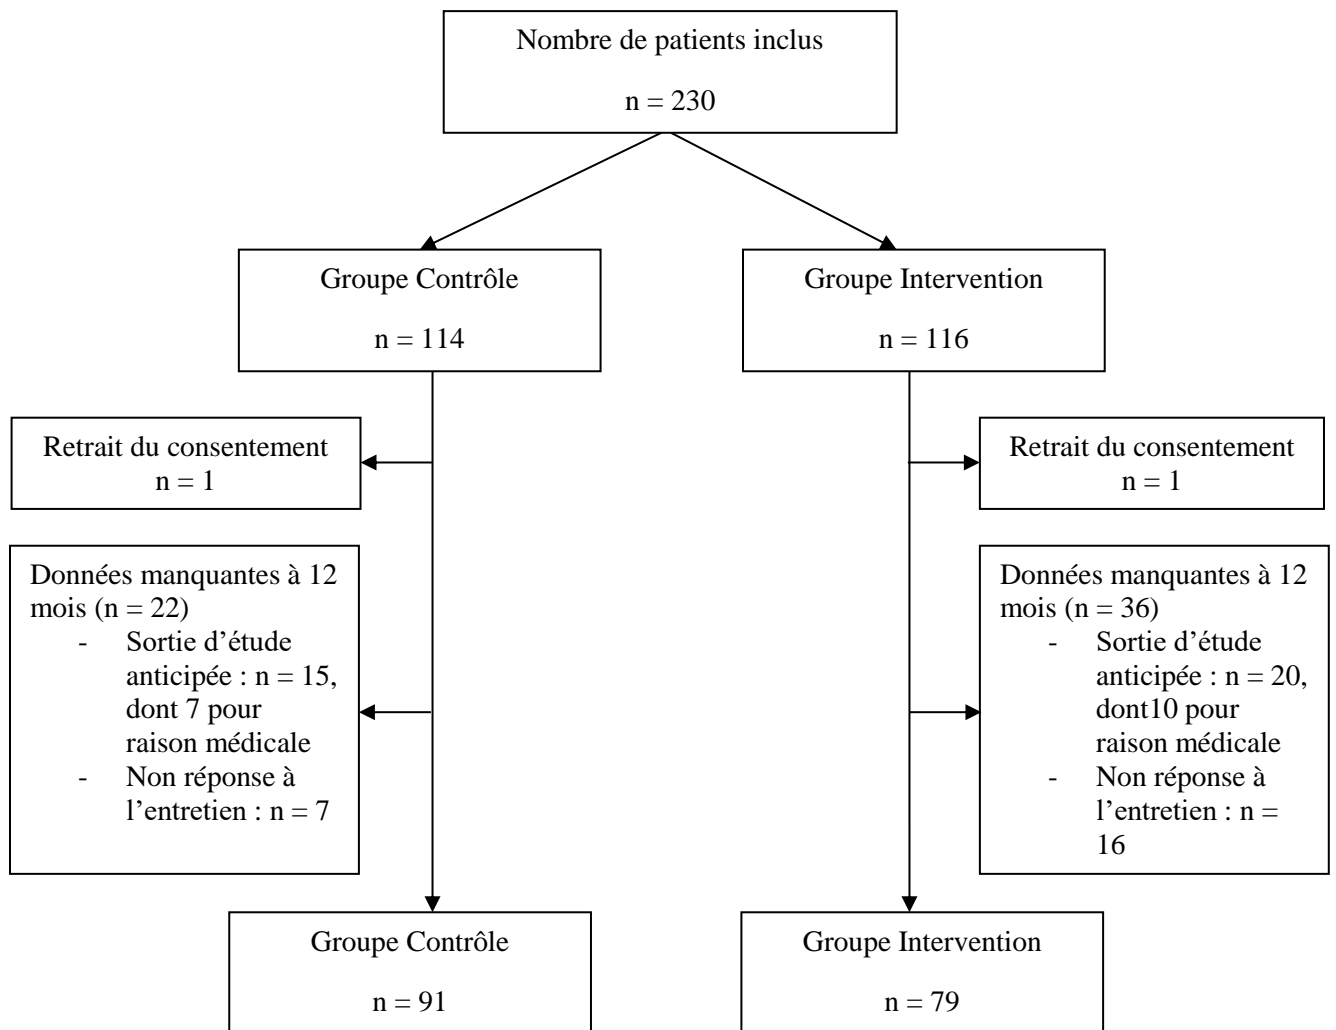 Nombre de patients inclus
n = 230
Groupe Contrôle
n = 114
Groupe Intervention
n = 116
Retrait du consentement
n = 1
Retrait du consentement
n = 1
Données manquantes à 12
mois (n = 22)
- Sortie d’étude
anticipée : n = 15,
dont 7 pour
raison médicale
- Non réponse à
l’entretien : n = 7
Données manquantes à 12
mois (n = 36)
- Sortie d’étude
anticipée : n = 20,
dont10 pour
raison médicale
- Non réponse à
l’entretien : n =
16
Groupe Contrôle
n = 91
Groupe Intervention
n = 79